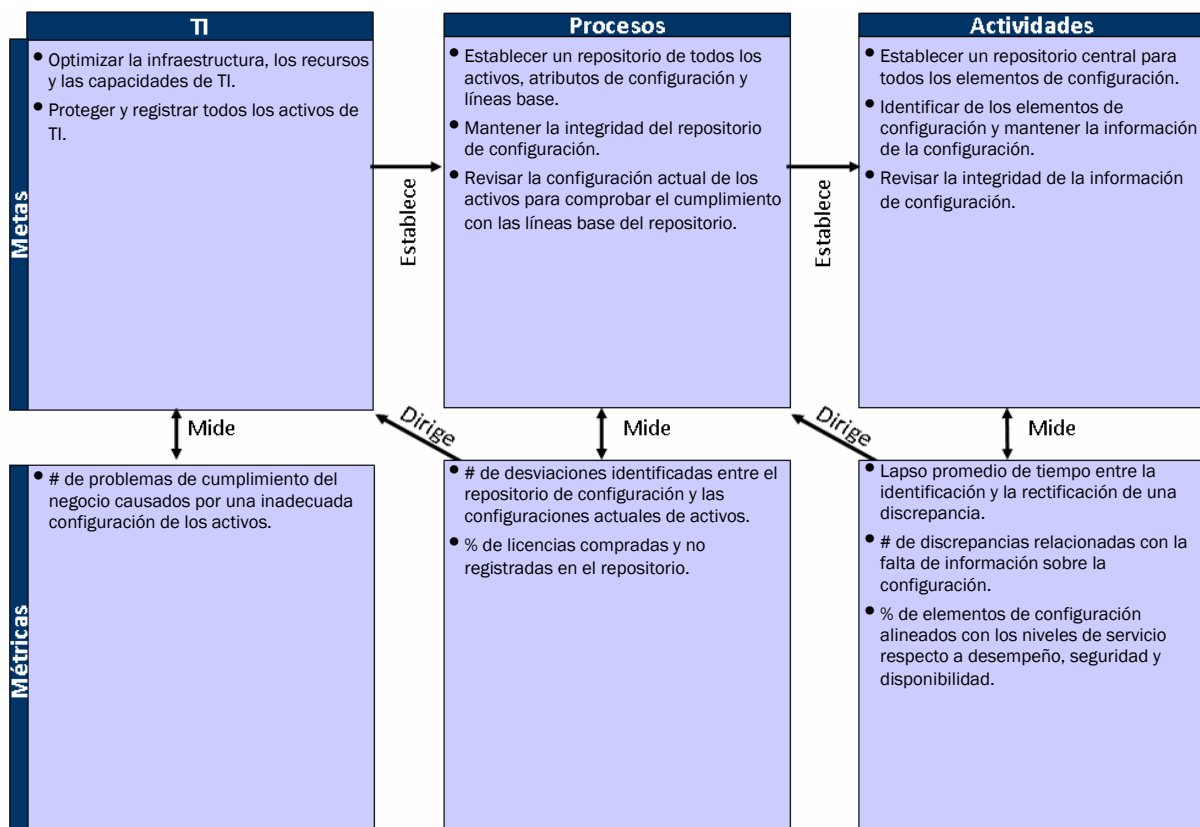 TI
Procesos
Actividades
Metas
• Optimizar la infraestructura, los recursos
y las capacidades de TI.
• Proteger y registrar todos los activos de
TI.
Establece
• Establecer un repositorio de todos los
activos, atributos de configuración y
líneas base.
• Mantener la integridad del repositorio
de configuración.
• Revisar la configuración actual de los
activos para comprobar el cumplimiento
con las líneas base del repositorio.
Establece
• Establecer un repositorio central para
todos los elementos de configuración.
• Identificar de los elementos de
configuración y mantener la información
de la configuración.
• Revisar la integridad de la información
de configuración.
Mide
Dirige
Mide
Dirige
Mide
Métricas
• # de problemas de cumplimiento del
negocio causados por una inadecuada
configuración de los activos.
• # de desviaciones identificadas entre el
repositorio de configuración y las
configuraciones actuales de activos.
• % de licencias compradas y no
registradas en el repositorio.
• Lapso promedio de tiempo entre la
identificación y la rectificación de una
discrepancia.
• # de discrepancias relacionadas con la
falta de información sobre la
configuración.
• % de elementos de configuración
alineados con los niveles de servicio
respecto a desempeño, seguridad y
disponibilidad.